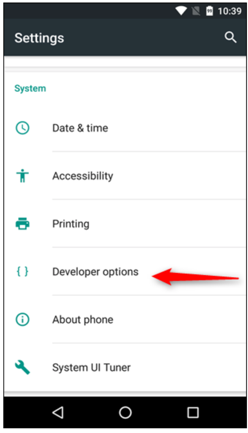 10:39
Settings
System
Date & time
Accessibility
Printing
{ } Developer options
About phone
System UI Tuner